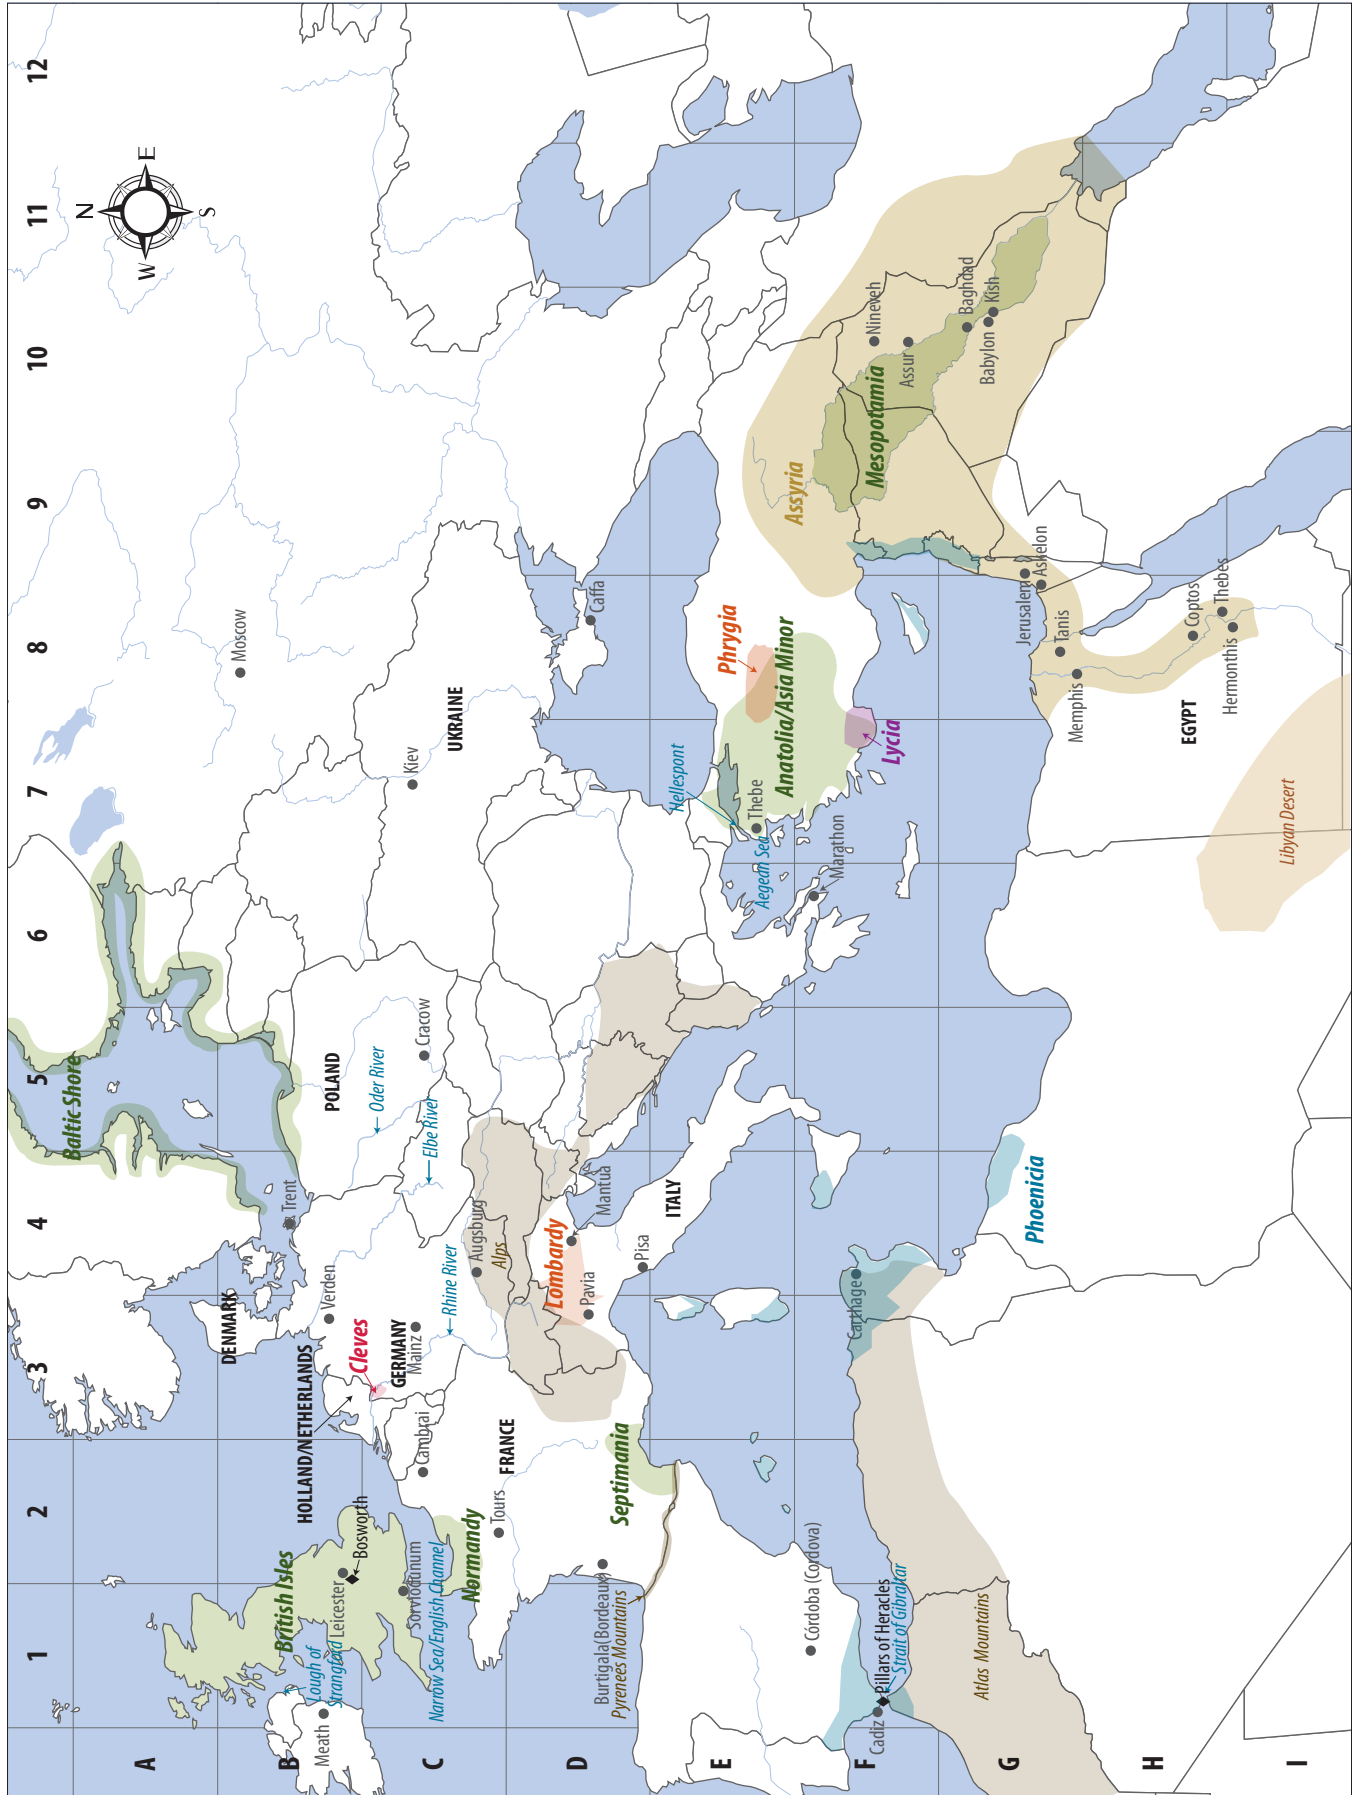 1
2
3
4
5
6
7
8
9
10
11
12
A
B
C
D
E
F
G
H
I
N
E
S
W
Baltic Shore
Moscow
DENMARK
Trent
British Isles
Lough of
Strangford
Meath
Leicester
Bosworth
HOLLAND/NETHERLANDS
Verden
Cleves
POLAND
Oder River
Sorviodunum
Narrow Sea/English Channel
Cambrai
GERMANY
Mainz
Rhine River
Elbe River
Cracow
Kiev
UKRAINE
Normandy
Tours
FRANCE
Augsburg
Alps
Lombardy
Pavia
Mantua
Burtigala(Bordeaux)
Pyrenees Mountains
Septimania
Pisa
ITALY
Caffa
Hellespont
Phrygia
Thebe
Aegean Sea
Anatolia/Asia Minor
Marathon
Lycia
Assyria
Mesopotamia
Nineveh
Assur
Baghdad
Babylon
Kish
Córdoba (Cordova)
Cadiz
Pillars of Heracles
Strait of Gibraltar
Carthage
Atlas Mountains
Phoenicia
Jerusalem
Askelon
Tanis
Memphis
EGYPT
Coptos
Thebes
Hermonthis
Libyan Desert